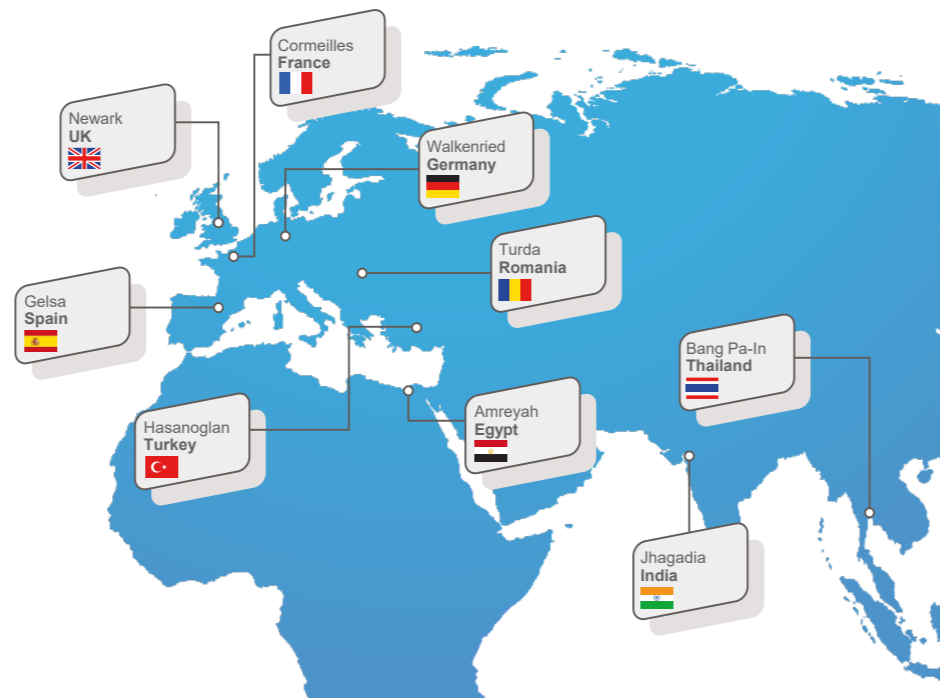 Cormeilles
France
Newark
UK
Walkenried
Germany
Turda
Romania
Gelsa
Spain
Bang Pa-In
Thailand
Hasanoglan
Turkey
Amreyah
Egypt
Jhagadia
India